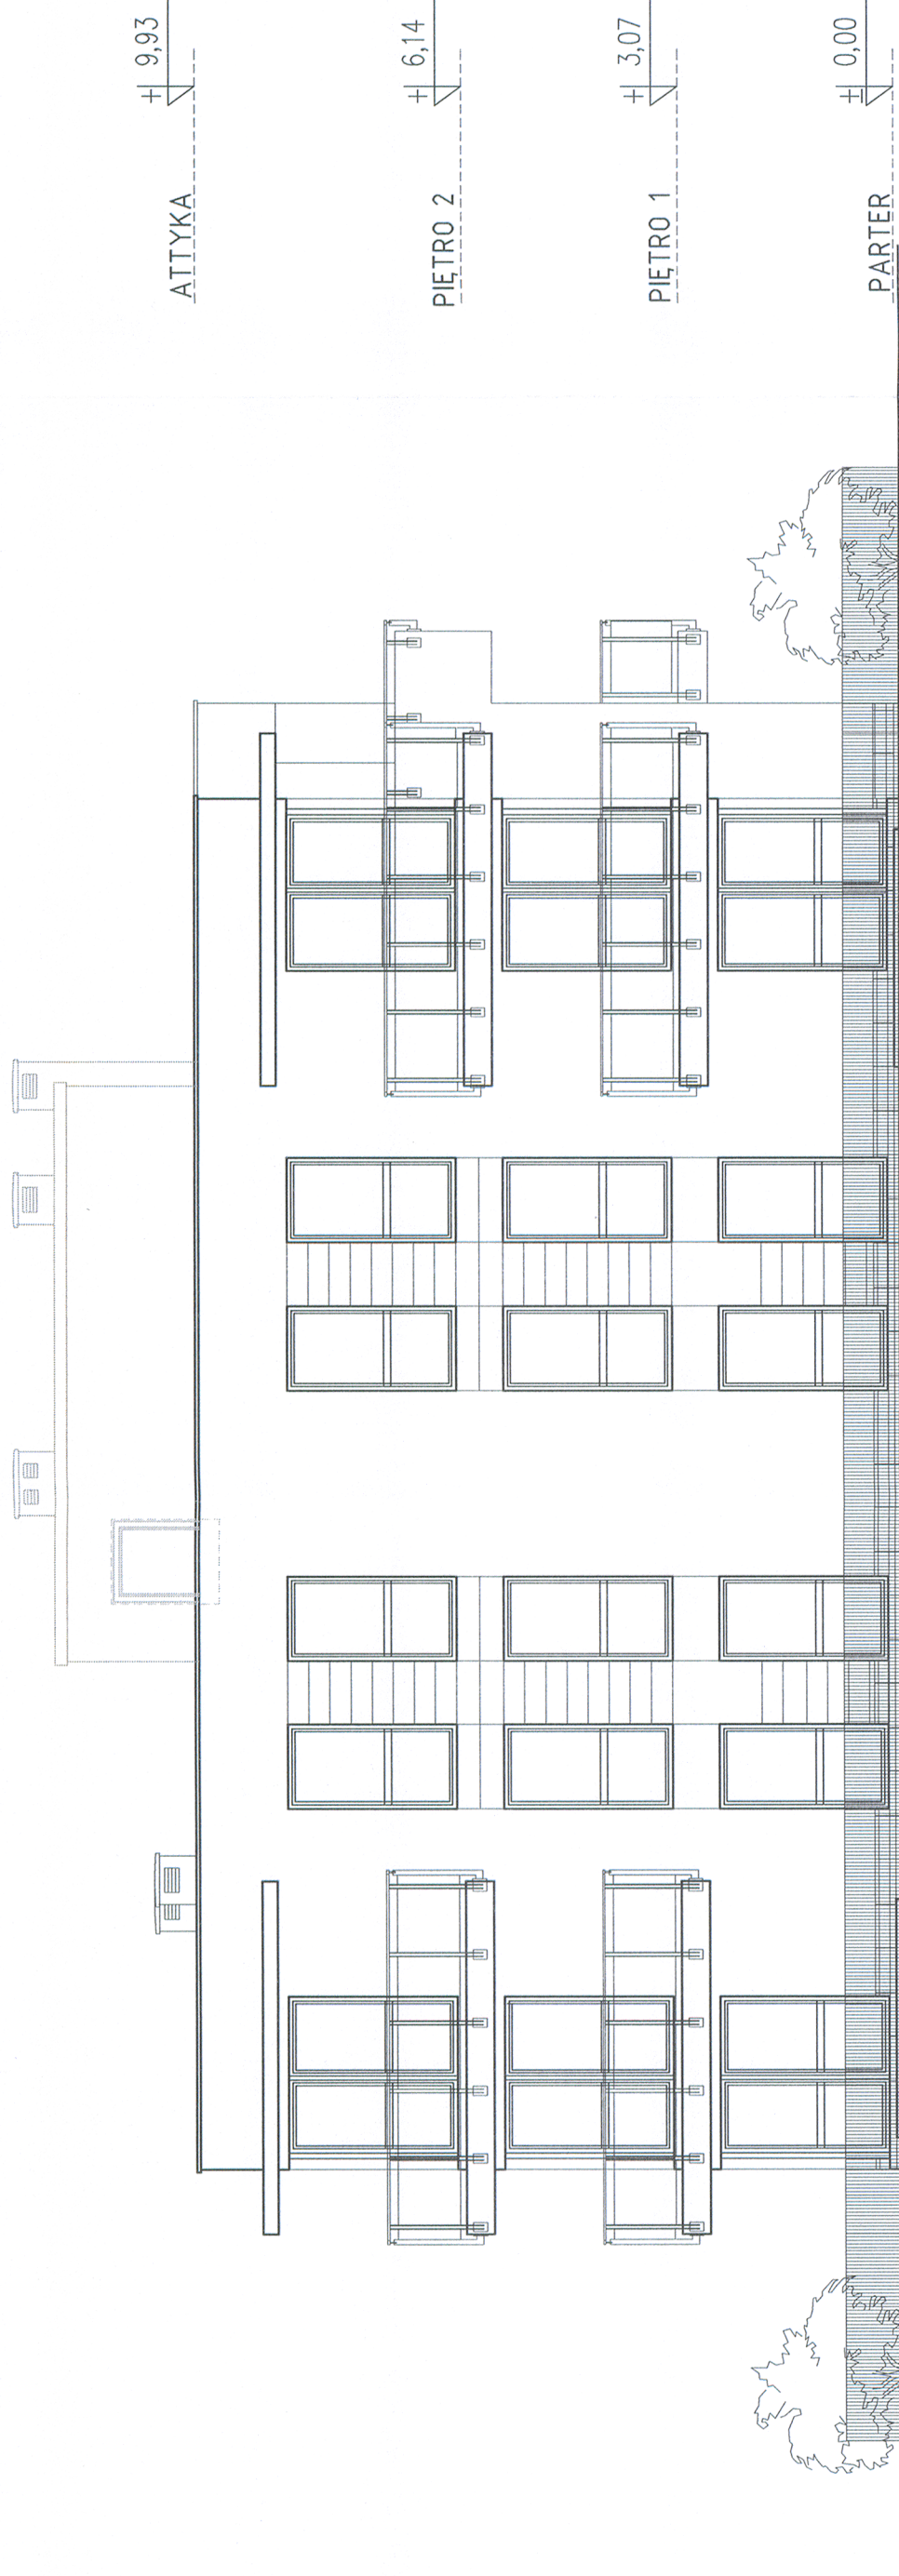 + 9,93
ATTYKA
+ 6,14
PIĘTRO 2
+ 3,07
PIĘTRO 1
± 0,00
PARTER